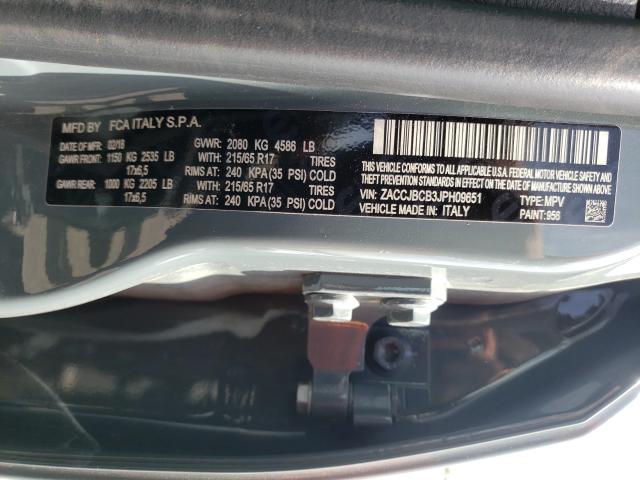 MFD BY FCA ITALY S.P.A.
DATE OF MFR: 02/18 GVWR: 2080 KG 4586 LB
GAWR FRONT: 1150 KG 2535 LB WITH: 215/65 R17 TIRES
17x6,5 RIMS AT: 240 KPA (35 PSI) COLD
GAWR REAR: 1000 KG 2205 LB WITH: 215/65 R17 TIRES
17x6,5 RIMS AT: 240 KPA (35 PSI) COLD
THIS VEHICLE CONFORMS TO ALL
APPLICABLE FEDERAL MOTOR VEHICLE SAFETY
BUMPER AND THEFT PREVENTION STANDARDS
IN EFFECT ON THE DATE OF MFR SHOWN ABOVE
VIN: ZACCJBCB3JPH09851 TYPE: MPV
MADE IN: ITALY PAINT: 956